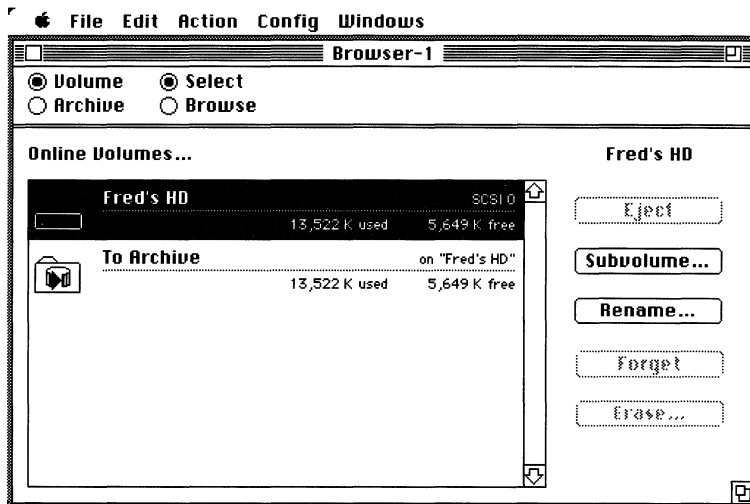 File Edit Action Config Windows
Browser-1
Volume Select
Archive Browse
Online Volumes...
Fred's HD
Fred's HD SCSI 0
13,522 K used 5,649 K free
To Archive on "Fred's HD"
13,522 K used 5,649 K free
Eject
Subvolume...
Rename...
Forget
Erase...